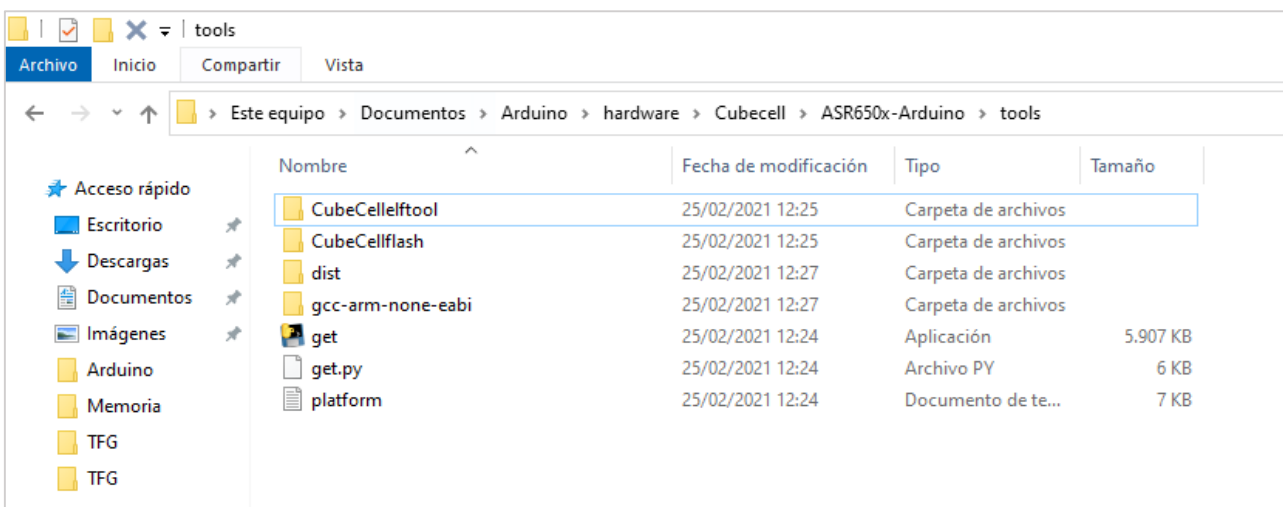 tools
Archivo Inicio Compartir Vista
Este equipo > Documentos > Arduino > hardware > Cubecell > ASR650x-Arduino > tools
Nombre Fecha de modificación Tipo Tamaño
Acceso rápido
Escritorio
Descargas
Documentos
Imágenes
Arduino
Memoria
TFG
TFG
CubeCellelftool 25/02/2021 12:25 Carpeta de archivos
CubeCellflash 25/02/2021 12:25 Carpeta de archivos
dist 25/02/2021 12:27 Carpeta de archivos
gcc-arm-none-eabi 25/02/2021 12:27 Carpeta de archivos
get 25/02/2021 12:24 Aplicación 5.907 KB
get.py 25/02/2021 12:24 Archivo PY 6 KB
platform 25/02/2021 12:24 Documento de te... 7 KB